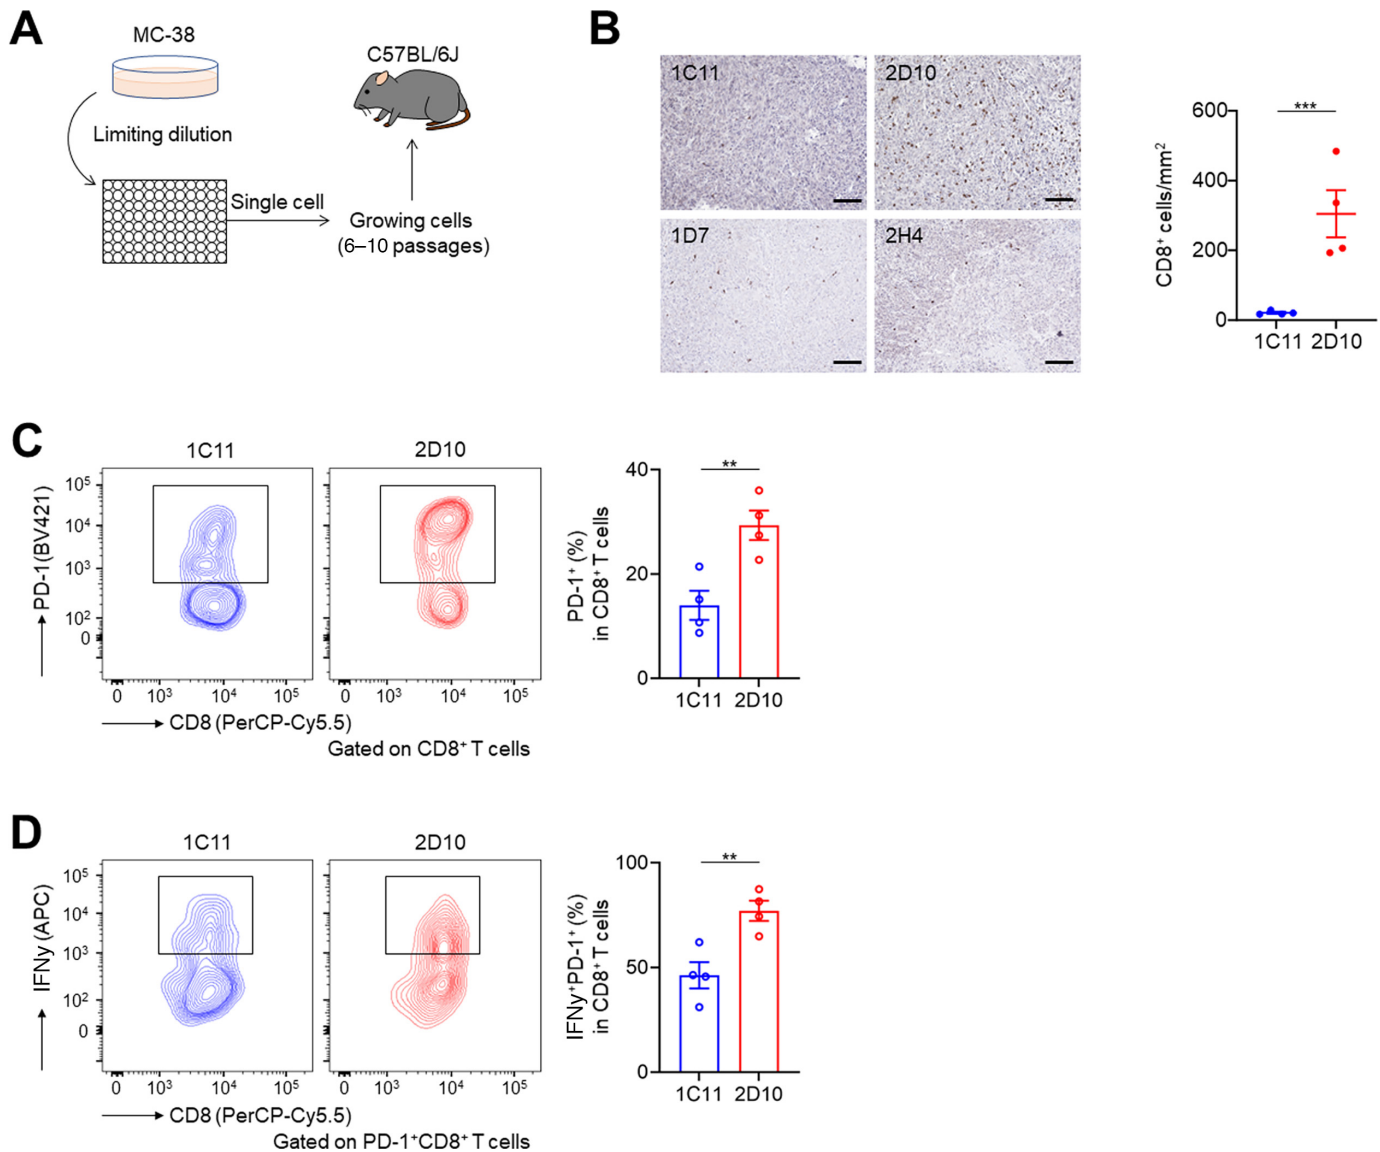 A
MC-38
C57BL/6J
Limiting dilution
Single cell
Growing cells
(6–10 passages)
B
1C11
2D10
1D7
2H4
CD8⁺ cells/mm²
600
400
200
0
***
1C11 2D10
C
1C11
2D10
PD-1(BV421)
10⁵
10⁴
10³
10²
0
0 10³ 10⁴ 10⁵
0 10³ 10⁴ 10⁵
CD8 (PerCP-Cy5.5)
Gated on CD8⁺ T cells
PD-1⁺ (%)
in CD8⁺ T cells
40
20
0
**
1C11 2D10
D
1C11
2D10
IFNγ (APC)
10⁵
10⁴
10³
10²
0
0 10³ 10⁴ 10⁵
0 10³ 10⁴ 10⁵
CD8 (PerCP-Cy5.5)
Gated on PD-1⁺CD8⁺ T cells
IFNγ⁺PD-1⁺ (%)
in CD8⁺ T cells
100
50
0
**
1C11 2D10